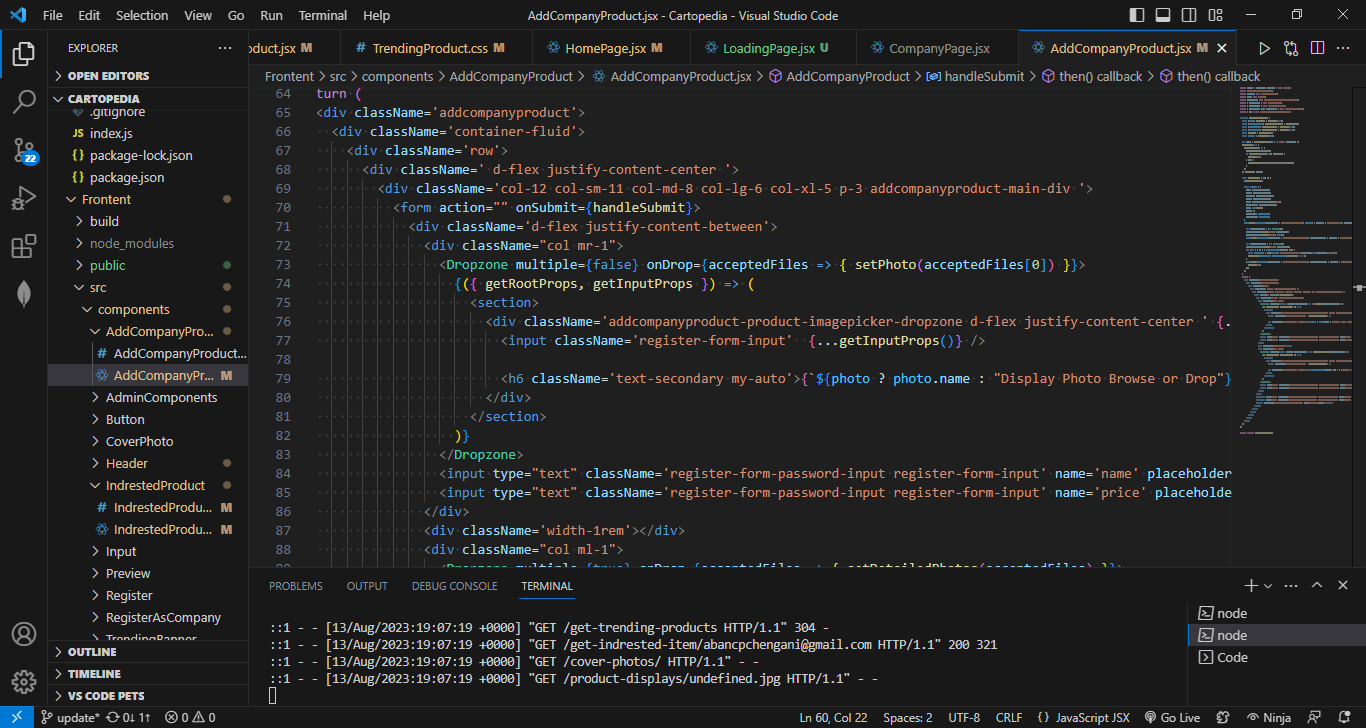 File Edit Selection View Go Run Terminal Help
AddCompanyProduct.jsx - Cartopedia - Visual Studio Code
EXPLORER
OPEN EDITORS
CARTOPEDIA
.gitignore
JS index.js
{} package-lock.json
{} package.json
Frontent
build
node_modules
public
src
components
AddCompanyPro...
# AddCompanyProduct...
AddCompanyPr... M
AdminComponents
Button
CoverPhoto
Header
IndrestedProduct
# IndrestedProdu... M
IndrestedProdu... M
Input
Preview
Register
RegisterAsCompany
TrendingBanner
OUTLINE
TIMELINE
VS CODE PETS
22
oduct.jsx M
# TrendingProduct.css M
HomePage.jsx M
LoadingPage.jsx U
CompanyPage.jsx
AddCompanyProduct.jsx M
Frontent > src > components > AddCompanyProduct > AddCompanyProduct.jsx > AddCompanyProduct > handleSubmit > then() callback > then() callback
64 turn (
65 <div className='addcompanyproduct'>
66 <div className='container-fluid'>
67 <div className='row'>
68 <div className=' d-flex justify-content-center '>
69 <div className='col-12 col-sm-11 col-md-8 col-lg-6 col-xl-5 p-3 addcompanyproduct-main-div '>
70 <form action="" onSubmit={handleSubmit}>
71 <div className='d-flex justify-content-between'>
72 <div className="col mr-1">
73 <Dropzone multiple={false} onDrop={acceptedFiles => { setPhoto(acceptedFiles[0]) }}>
74 {({ getRootProps, getInputProps }) => (
75 <section>
76 <div className='addcompanyproduct-product-imagepicker-dropzone d-flex justify-content-center ' {..
77 <input className='register-form-input' {...getInputProps()} />
78
79 <h6 className='text-secondary my-auto'>{`${photo ? photo.name : "Display Photo Browse or Drop"}
80 </div>
81 </section>
82 )}
83 </Dropzone>
84 <input type="text" className='register-form-password-input register-form-input' name='name' placeholder
85 <input type="text" className='register-form-password-input register-form-input' name='price' placeholde
86 </div>
87 <div className='width-1rem'></div>
88 <div className="col ml-1">
89 <Dropzone multiple={true} onDrop={acceptedFiles => { setDetailedPhotos(acceptedFiles) }}>
PROBLEMS OUTPUT DEBUG CONSOLE TERMINAL
::1 - - [13/Aug/2023:19:07:19 +0000] "GET /get-trending-products HTTP/1.1" 304 -
::1 - - [13/Aug/2023:19:07:19 +0000] "GET /get-indrested-item/abancpchengani@gmail.com HTTP/1.1" 200 321
::1 - - [13/Aug/2023:19:07:19 +0000] "GET /cover-photos/ HTTP/1.1" - -
::1 - - [13/Aug/2023:19:07:19 +0000] "GET /product-displays/undefined.jpg HTTP/1.1" - -
node
node
Code
update* 0↓ 1↑ 0 0
Ln 60, Col 22 Spaces: 2 UTF-8 CRLF {} JavaScript JSX Go Live Ninja